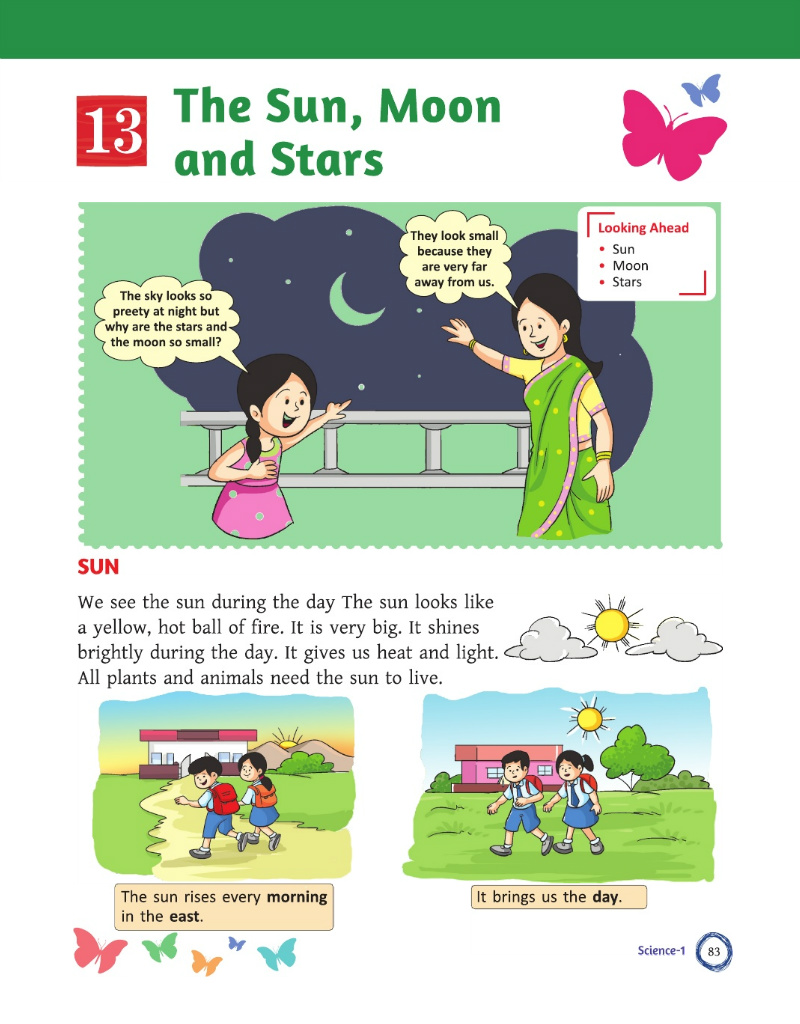 13
The Sun, Moon
and Stars
The sky looks so
preety at night but
why are the stars and
the moon so small?
They look small
because they
are very far
away from us.
Looking Ahead
• Sun
• Moon
• Stars
SUN
We see the sun during the day The sun looks like
a yellow, hot ball of fire. It is very big. It shines
brightly during the day. It gives us heat and light.
All plants and animals need the sun to live.
The sun rises every morning
in the east.
It brings us the day.
Science-1
83